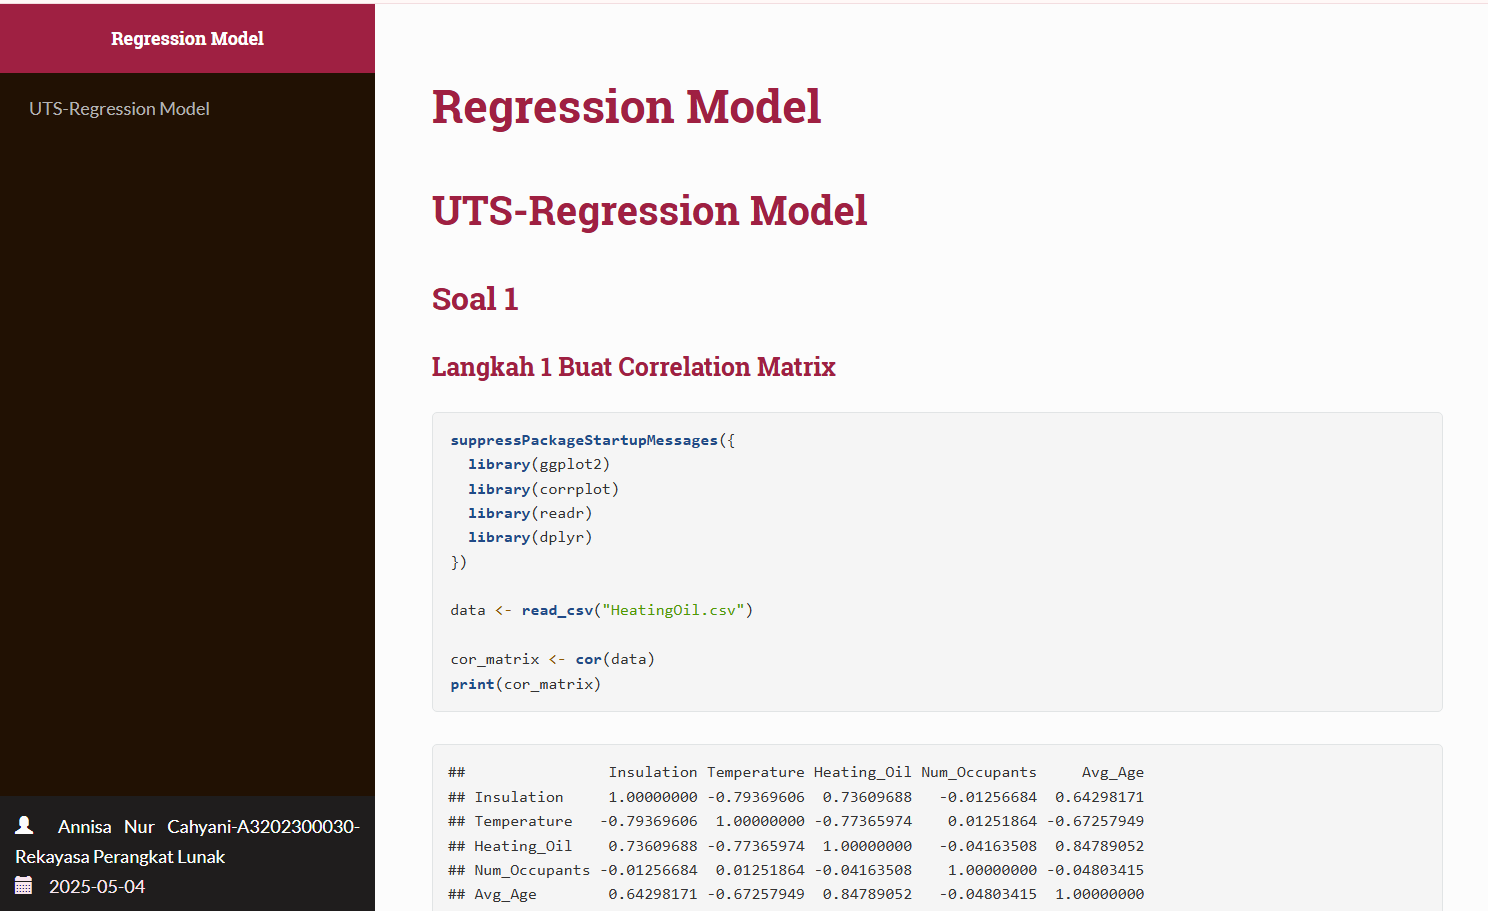 Regression Model
UTS-Regression Model
Annisa Nur Cahyani-A3202300030-
Rekayasa Perangkat Lunak
2025-05-04
Regression Model
UTS-Regression Model
Soal 1
Langkah 1 Buat Correlation Matrix
suppressPackageStartupMessages({
  library(ggplot2)
  library(corrplot)
  library(readr)
  library(dplyr)
})
data <- read_csv("HeatingOil.csv")
cor_matrix <- cor(data)
print(cor_matrix)
##                Insulation Temperature Heating_Oil Num_Occupants     Avg_Age
## Insulation     1.00000000 -0.79369606  0.73609688   -0.01256684  0.64298171
## Temperature   -0.79369606  1.00000000 -0.77365974    0.01251864 -0.67257949
## Heating_Oil    0.73609688 -0.77365974  1.00000000   -0.04163508  0.84789052
## Num_Occupants -0.01256684  0.01251864 -0.04163508    1.00000000 -0.04803415
## Avg_Age        0.64298171 -0.67257949  0.84789052   -0.04803415  1.00000000